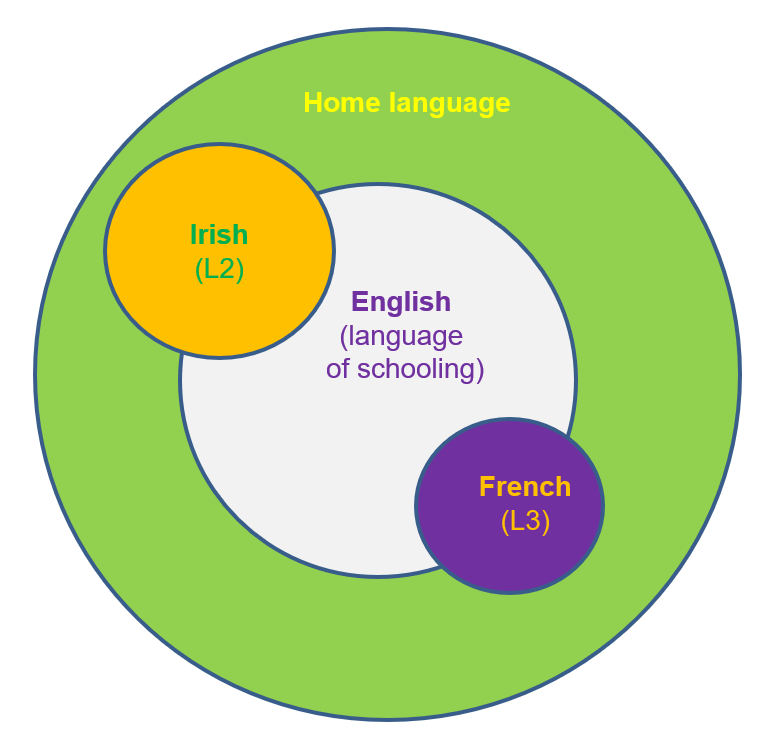 Home language
Irish
(L2)
English
(language
of schooling)
French
(L3)